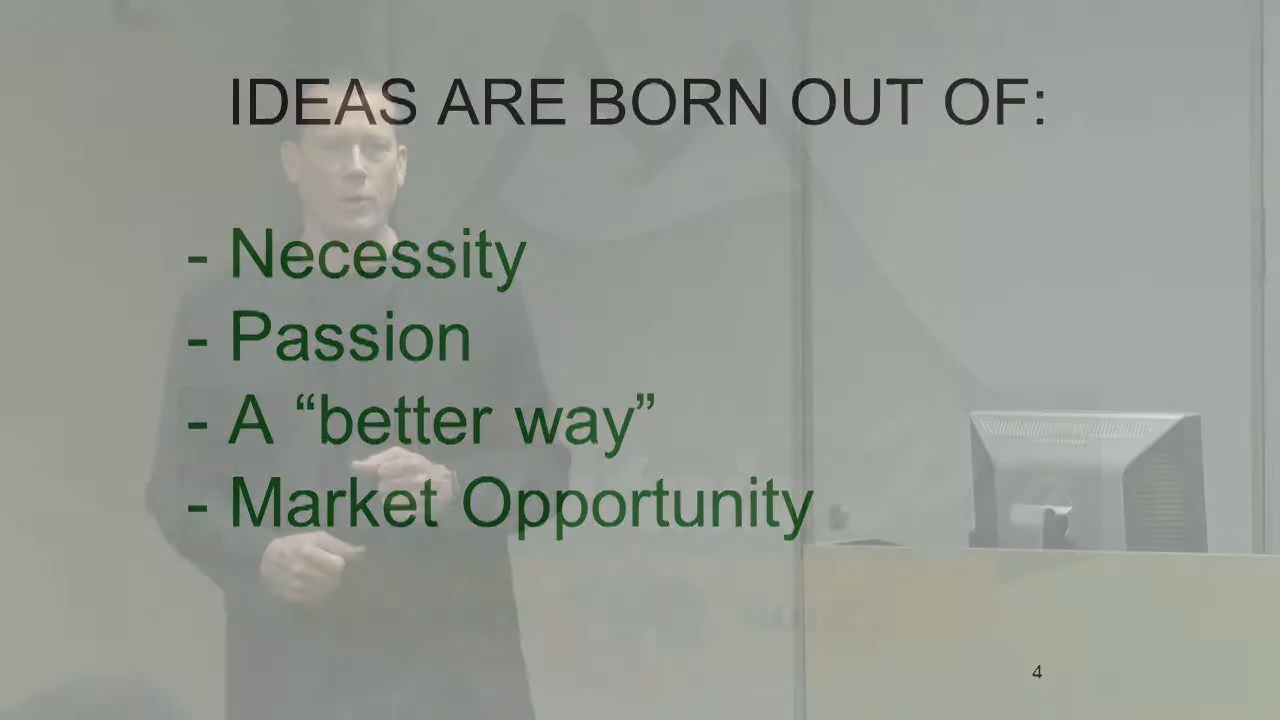 IDEAS ARE BORN OUT OF:
- Necessity
- Passion
- A “better way”
- Market Opportunity
4